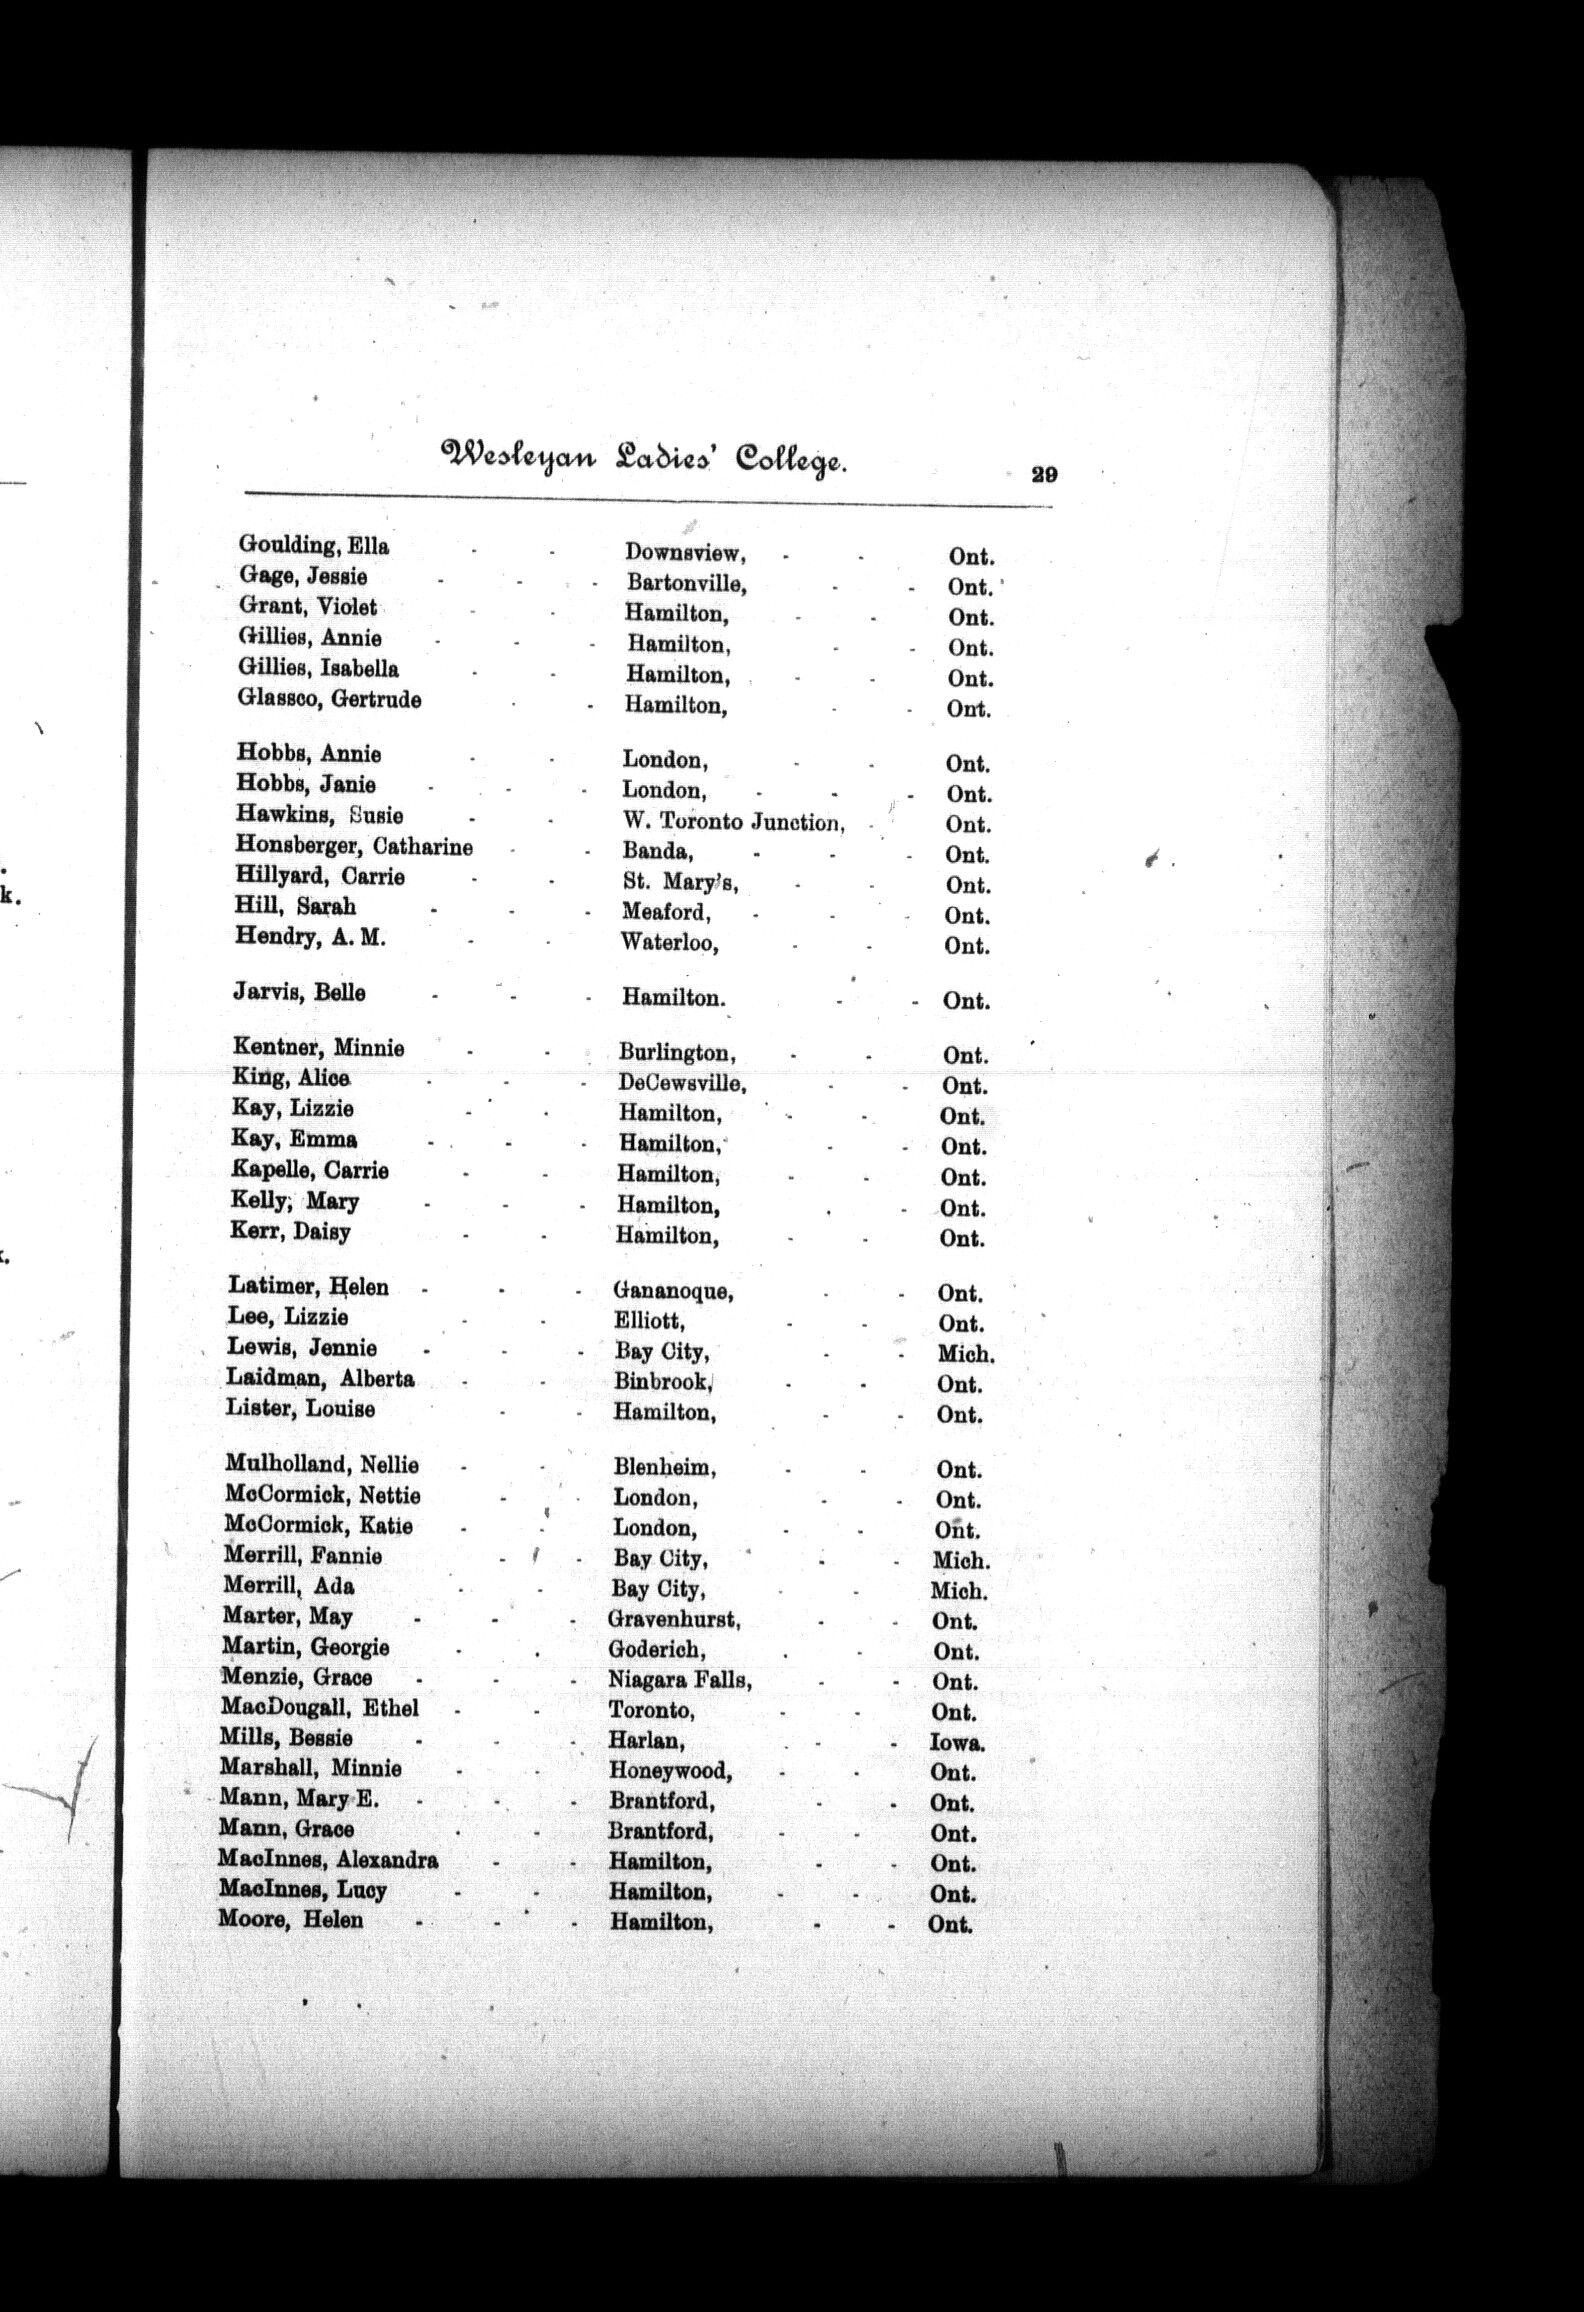 Wesleyan Ladies' College. 29
Goulding, Ella - - Downsview, - - Ont.
Gage, Jessie - - - Bartonville, - - Ont.
Grant, Violet - - Hamilton, - - Ont.
Gillies, Annie - - - Hamilton, - - Ont.
Gillies, Isabella - - Hamilton, - - Ont.
Glassco, Gertrude - - Hamilton, - - Ont.
Hobbs, Annie - - London, - - Ont.
Hobbs, Janie - - - London, - - - Ont.
Hawkins, Susie - - W. Toronto Junction, - Ont.
Honsberger, Catharine - - Banda, - - - Ont.
Hillyard, Carrie - - St. Mary's, - - Ont.
Hill, Sarah - - - Meaford, - - - Ont.
Hendry, A. M. - - Waterloo, - - Ont.
Jarvis, Belle - - - Hamilton. - - Ont.
Kentner, Minnie - - Burlington, - - Ont.
King, Alice - - - DeCewsville, - - Ont.
Kay, Lizzie - - Hamilton, - - Ont.
Kay, Emma - - - Hamilton, - - Ont.
Kapelle, Carrie - - Hamilton, - - Ont.
Kelly, Mary - - - Hamilton, - - Ont.
Kerr, Daisy - - Hamilton, - - Ont.
Latimer, Helen - - - Gananoque, - - Ont.
Lee, Lizzie - - Elliott, - - Ont.
Lewis, Jennie - - - Bay City, - - Mich.
Laidman, Alberta - - Binbrook, - - Ont.
Lister, Louise - - Hamilton, - - Ont.
Mulholland, Nellie - - Blenheim, - - Ont.
McCormick, Nettie - - London, - - Ont.
McCormick, Katie - - London, - - Ont.
Merrill, Fannie - - Bay City, - - Mich.
Merrill, Ada - - Bay City, - - Mich.
Marter, May - - - Gravenhurst, - - Ont.
Martin, Georgie - - Goderich, - - Ont.
Menzie, Grace - - - Niagara Falls, - - Ont.
MacDougall, Ethel - - Toronto, - - Ont.
Mills, Bessie - - - Harlan, - - - Iowa.
Marshall, Minnie - - Honeywood, - - Ont.
Mann, Mary E. - - - Brantford, - - Ont.
Mann, Grace - - Brantford, - - Ont.
MacInnes, Alexandra - - Hamilton, - - Ont.
MacInnes, Lucy - - Hamilton, - - Ont.
Moore, Helen - - - Hamilton, - - Ont.